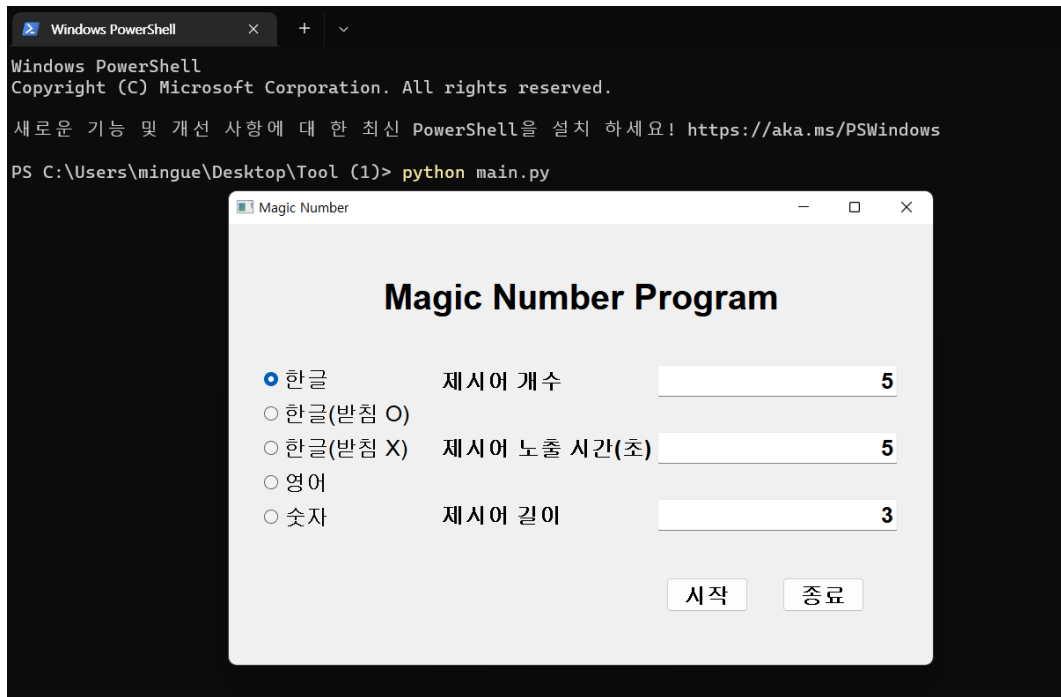 Windows PowerShell
Windows PowerShell
Copyright (C) Microsoft Corporation. All rights reserved.
새로운 기능 및 개선 사항에 대 한 최신 PowerShell을 설치 하세요! https://aka.ms/PSWindows
PS C:\Users\mingue\Desktop\Tool (1)> python main.py
Magic Number
Magic Number Program
한글 제시어 개수 5
한글(받침 O)
한글(받침 X) 제시어 노출 시간(초) 5
영어
숫자 제시어 길이 3
시작 종료